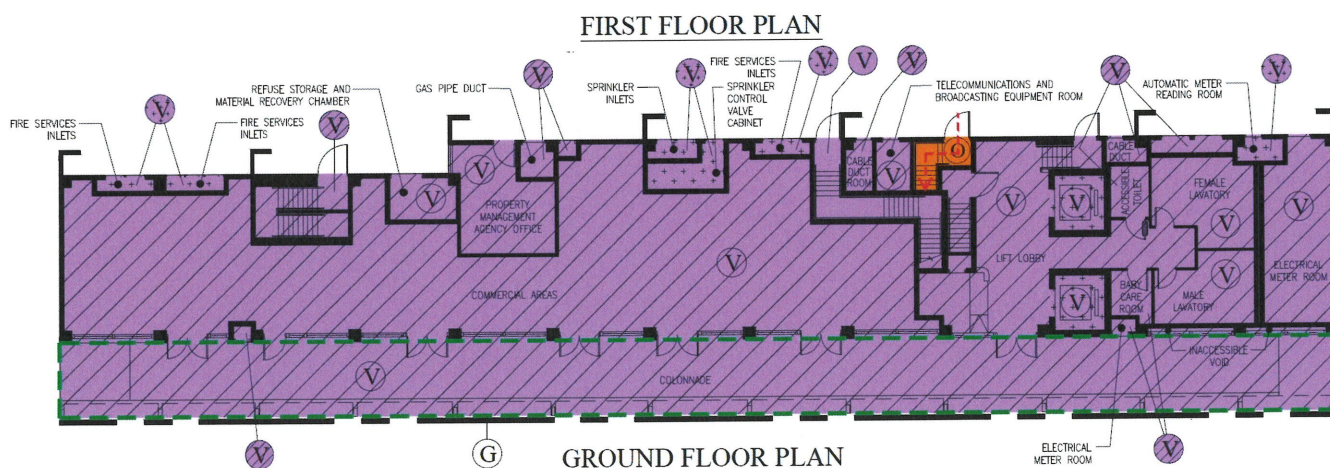 FIRST FLOOR PLAN
V
V
V
V
V
V
V
V
V
FIRE SERVICES
INLETS
FIRE SERVICES
INLETS
REFUSE STORAGE AND
MATERIAL RECOVERY CHAMBER
GAS PIPE DUCT
SPRINKLER
INLETS
FIRE SERVICES
INLETS
SPRINKLER
CONTROL
VALVE
CABINET
TELECOMMUNICATIONS AND
BROADCASTING EQUIPMENT ROOM
AUTOMATIC METER
READING ROOM
V
V
PROPERTY
MANAGEMENT
AGENCY OFFICE
CABLE
DUCT
ROOM
V
O
V
V
CABLE
DUCT
ACCESSIBLE
TOILET
FEMALE
LAVATORY
V
V
COMMERCIAL AREAS
V
LIFT LOBBY
V
BABY
CARE
ROOM
MALE
LAVATORY
V
ELECTRICAL
METER ROOM
INACCESSIBLE
VOID
V
COLONNADE
V
G
GROUND FLOOR PLAN
ELECTRICAL
METER ROOM
V